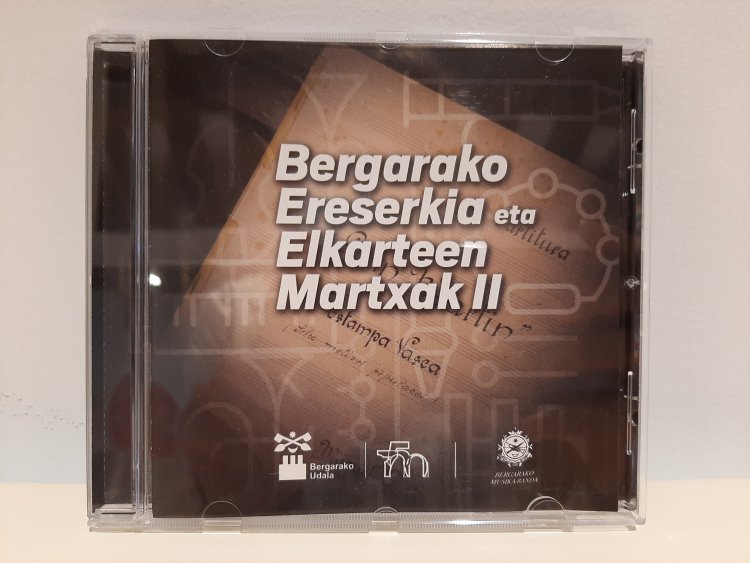 Bergarako
Ereserkia eta
Elkarteen
Martxak II
Partitura
Estampa Vasca
Bergarako
Udala
BERGARAKO
MUSIKA BANDA